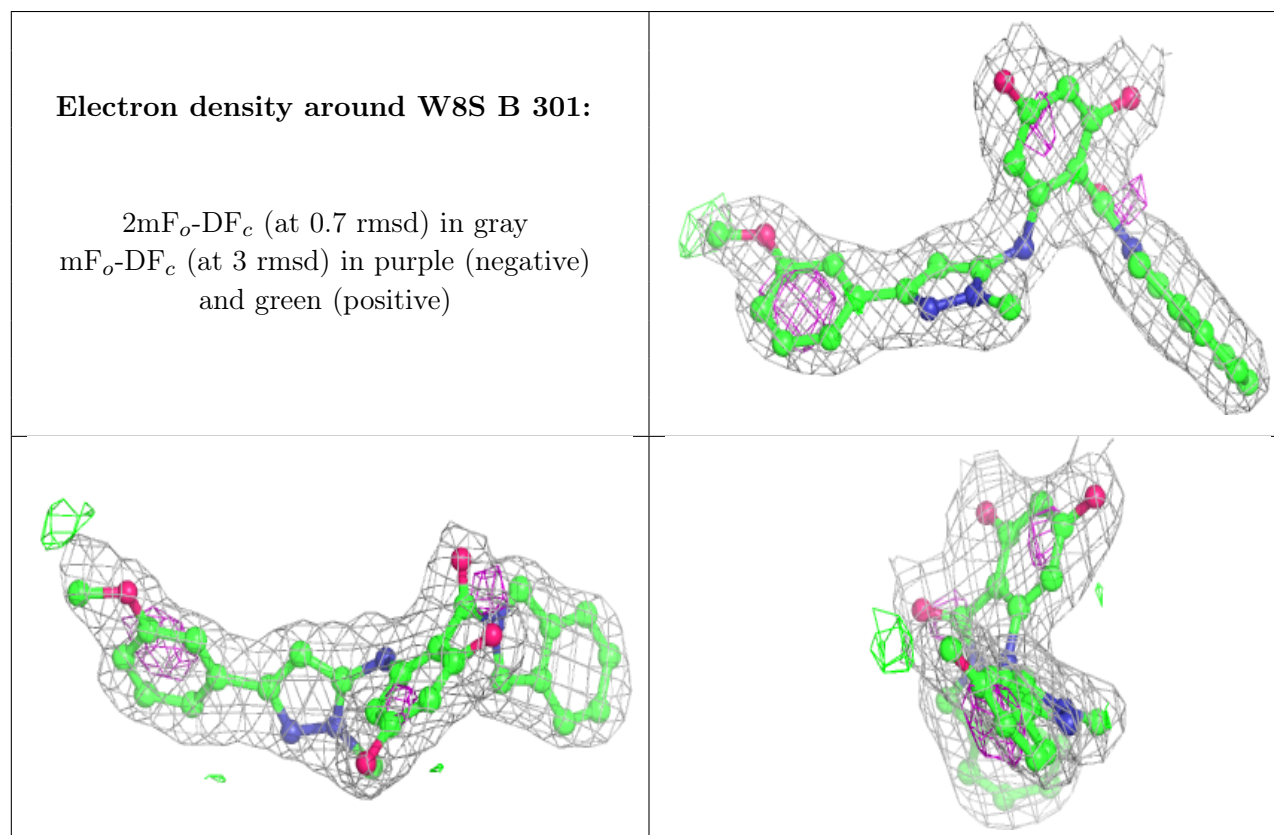 Electron density around W8S B 301:
2mFo-DFc (at 0.7 rmsd) in gray
mFo-DFc (at 3 rmsd) in purple (negative)
and green (positive)